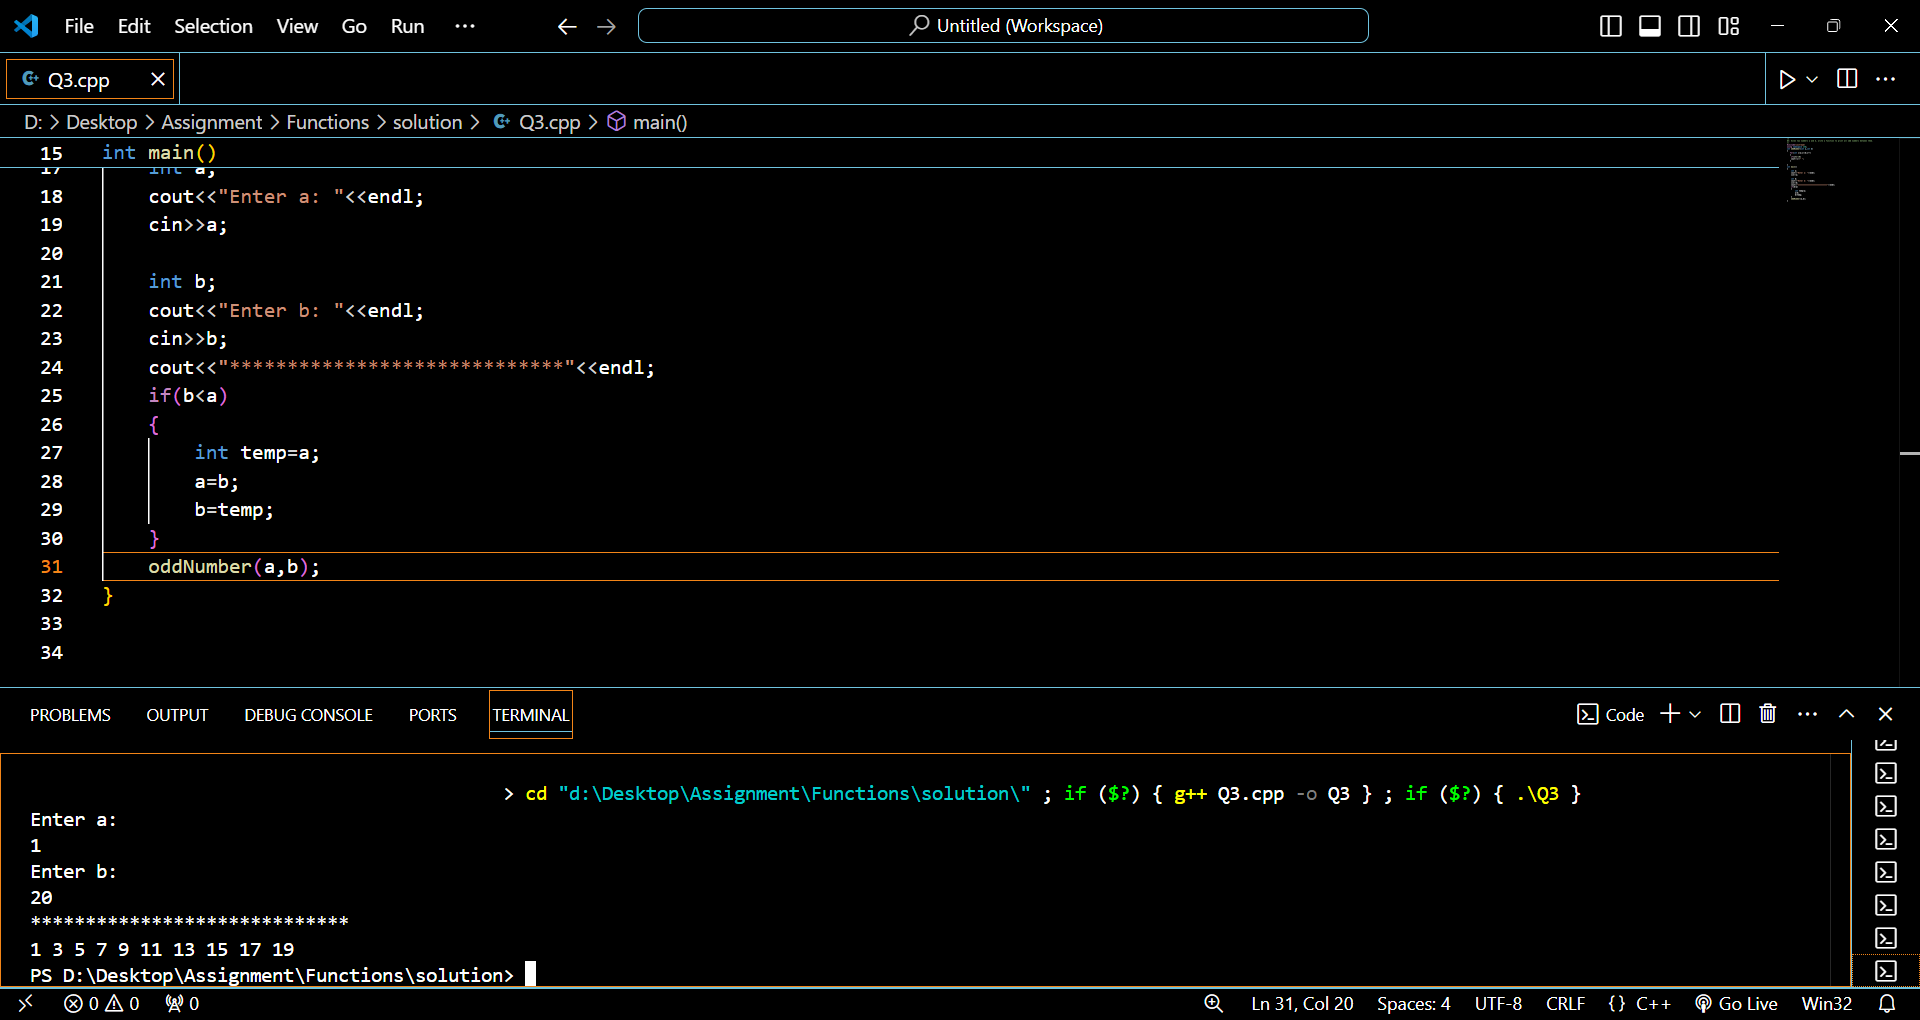 File Edit Selection View Go Run ··· Untitled (Workspace)
Q3.cpp
D: > Desktop > Assignment > Functions > solution > Q3.cpp > main()
15 int main()
17 int a;
18 cout<<"Enter a: "<<endl;
19 cin>>a;
20
21 int b;
22 cout<<"Enter b: "<<endl;
23 cin>>b;
24 cout<<"*****************************"<<endl;
25 if(b<a)
26 {
27 int temp=a;
28 a=b;
29 b=temp;
30 }
31 oddNumber(a,b);
32 }
33
34
PROBLEMS OUTPUT DEBUG CONSOLE PORTS TERMINAL Code
> cd "d:\Desktop\Assignment\Functions\solution\" ; if ($?) { g++ Q3.cpp -o Q3 } ; if ($?) { .\Q3 }
Enter a:
1
Enter b:
20
*****************************
1 3 5 7 9 11 13 15 17 19
PS D:\Desktop\Assignment\Functions\solution>
0 0 0 Ln 31, Col 20 Spaces: 4 UTF-8 CRLF {} C++ Go Live Win32